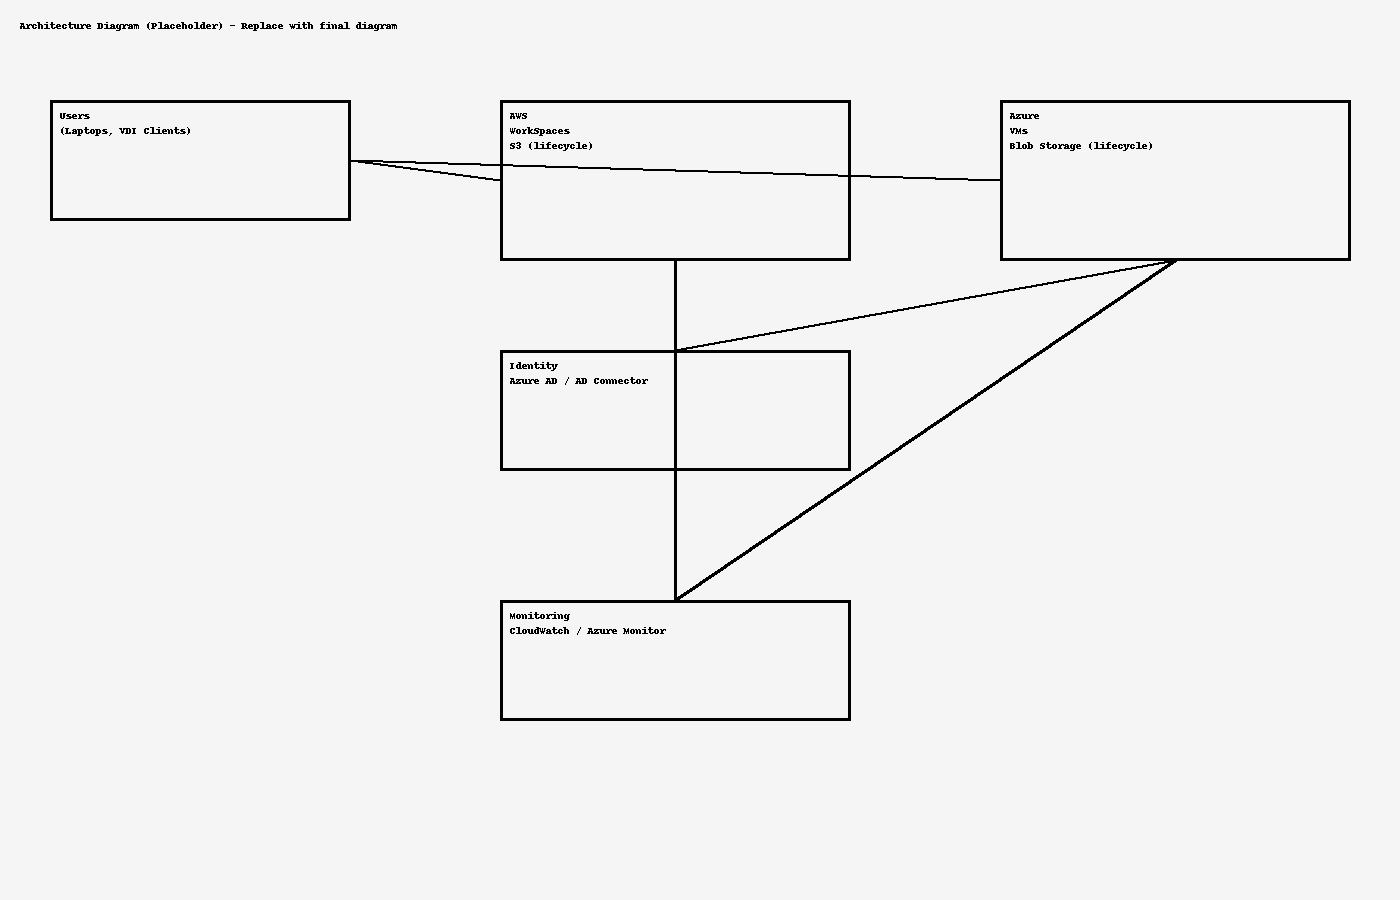 Architecture Diagram (Placeholder) - Replace with final diagram
Users
(Laptops, VDI Clients)
AWS
WorkSpaces
S3 (lifecycle)
Azure
VMs
Blob Storage (lifecycle)
Identity
Azure AD / AD Connector
Monitoring
CloudWatch / Azure Monitor